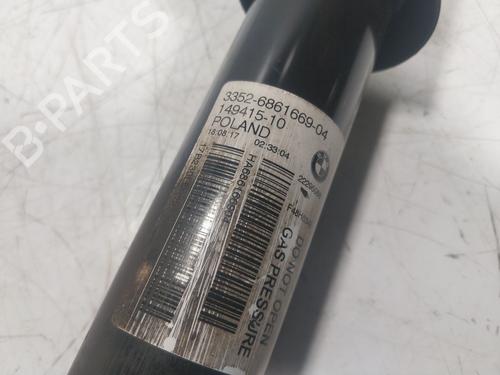 3352-6861669-04
149415-10
POLAND
18:08:17 02:33:04
DO NOT OPEN
GAS PRESSURE
B-PARTS